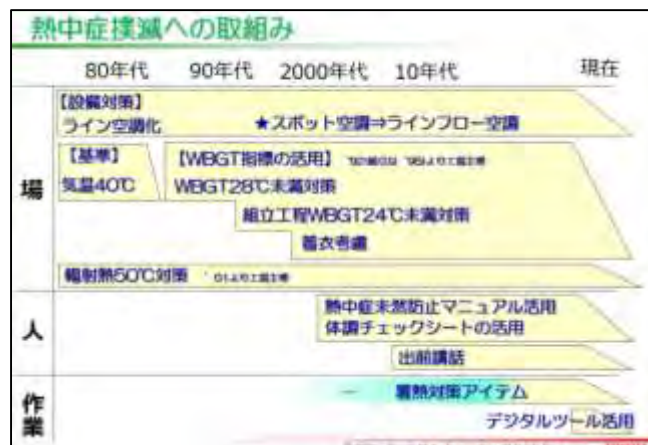 熱中症撲滅への取組み
80年代 90年代 2000年代 10年代 現在
【設備対策】
ライン空調化 ★スポット空調⇒ラインフロー空調
場
【基準】
気温40℃
【WBGT指標の活用】
WBGT28℃未満対策
組立工程WBGT24℃未満対策
着衣考慮
輻射熱50℃対策
人
熱中症未然防止マニュアル活用
体調チェックシートの活用
出前講話
作業
暑熱対策アイテム
デジタルツール活用